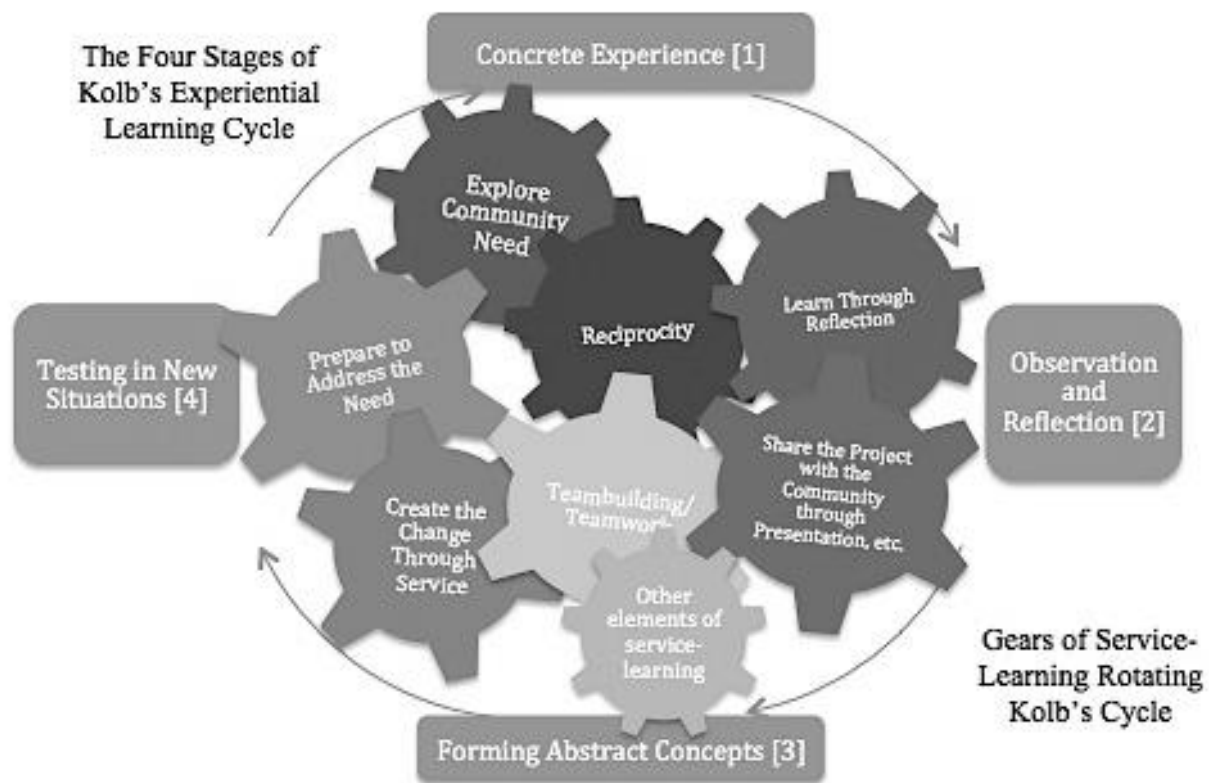 The Four Stages of
Kolb's Experiential
Learning Cycle
Concrete Experience [1]
Explore
Community
Need
Reciprocity
Learn Through
Reflection
Prepare to
Address the
Need
Testing in New
Situations [4]
Observation
and
Reflection [2]
Share the Project
with the
Community
through
Presentation, etc.
Teambuilding/
Teamwork
Create the
Change
Through
Service
Other
elements of
service-
learning
Gears of Service-
Learning Rotating
Kolb's Cycle
Forming Abstract Concepts [3]